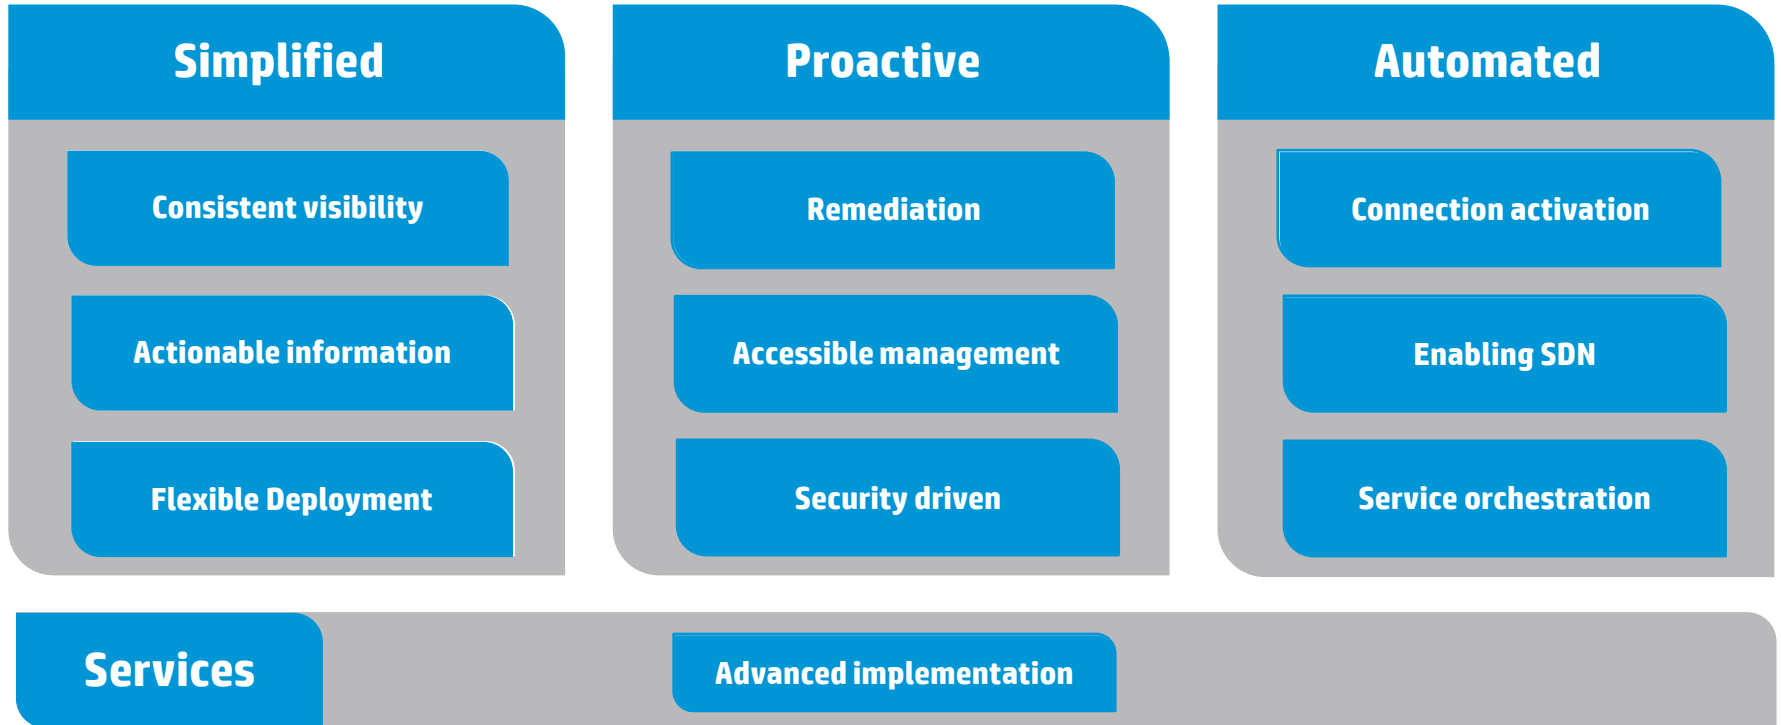 Simplified
Consistent visibility
Actionable information
Flexible Deployment
Proactive
Remediation
Accessible management
Security driven
Automated
Connection activation
Enabling SDN
Service orchestration
Services
Advanced implementation